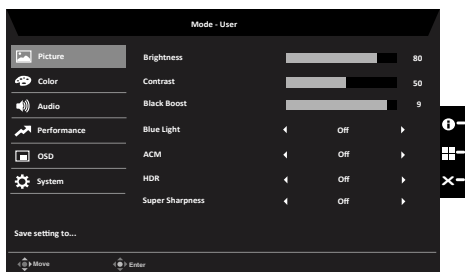 Mode - User
Picture
Brightness 80
Color
Contrast 50
Audio
Black Boost 9
Performance
Blue Light Off
OSD
ACM Off
System
HDR Off
Super Sharpness Off
Save setting to...
Move Enter